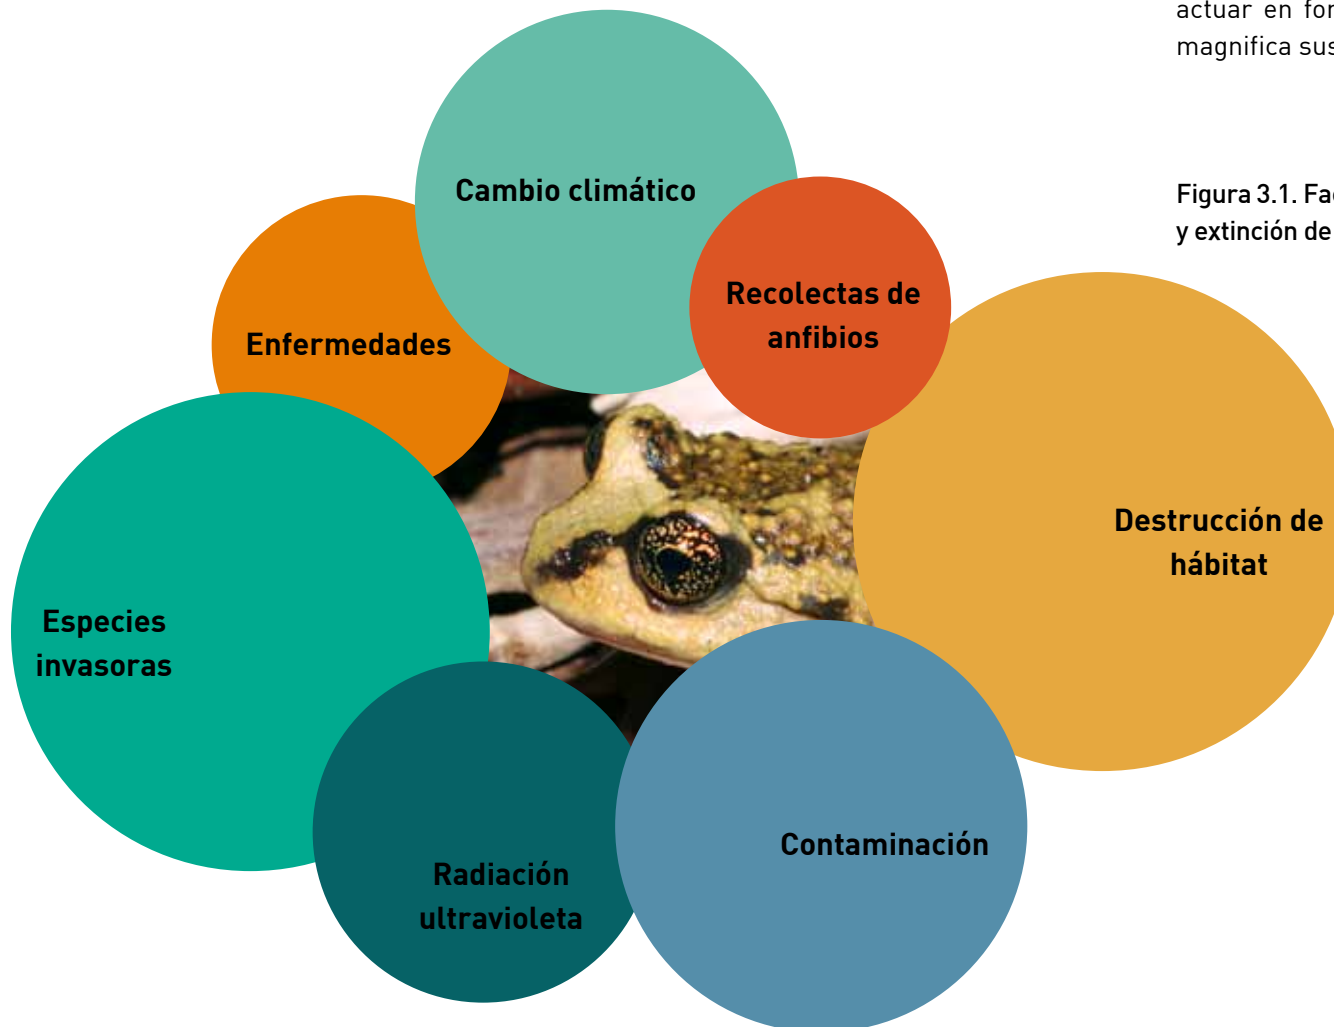 actuar en for
magnifica sus
Figura 3.1. Fac
y extinción de
Cambio climático
Recolectas de
anfibios
Enfermedades
Destrucción de
hábitat
Especies
invasoras
Contaminación
Radiación
ultravioleta